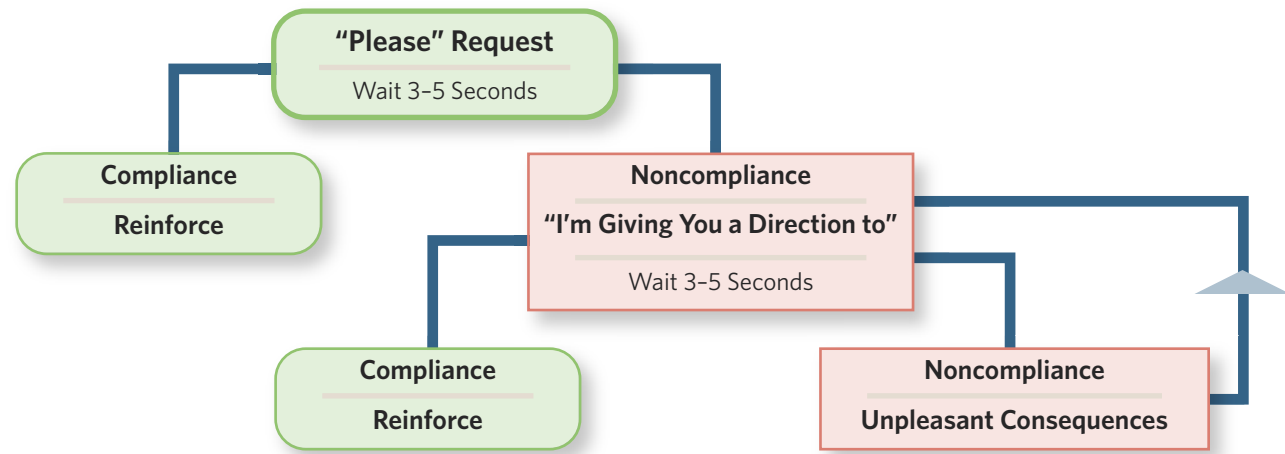 “Please” Request
Wait 3–5 Seconds
Compliance
Reinforce
Noncompliance
“I’m Giving You a Direction to”
Wait 3–5 Seconds
Compliance
Reinforce
Noncompliance
Unpleasant Consequences